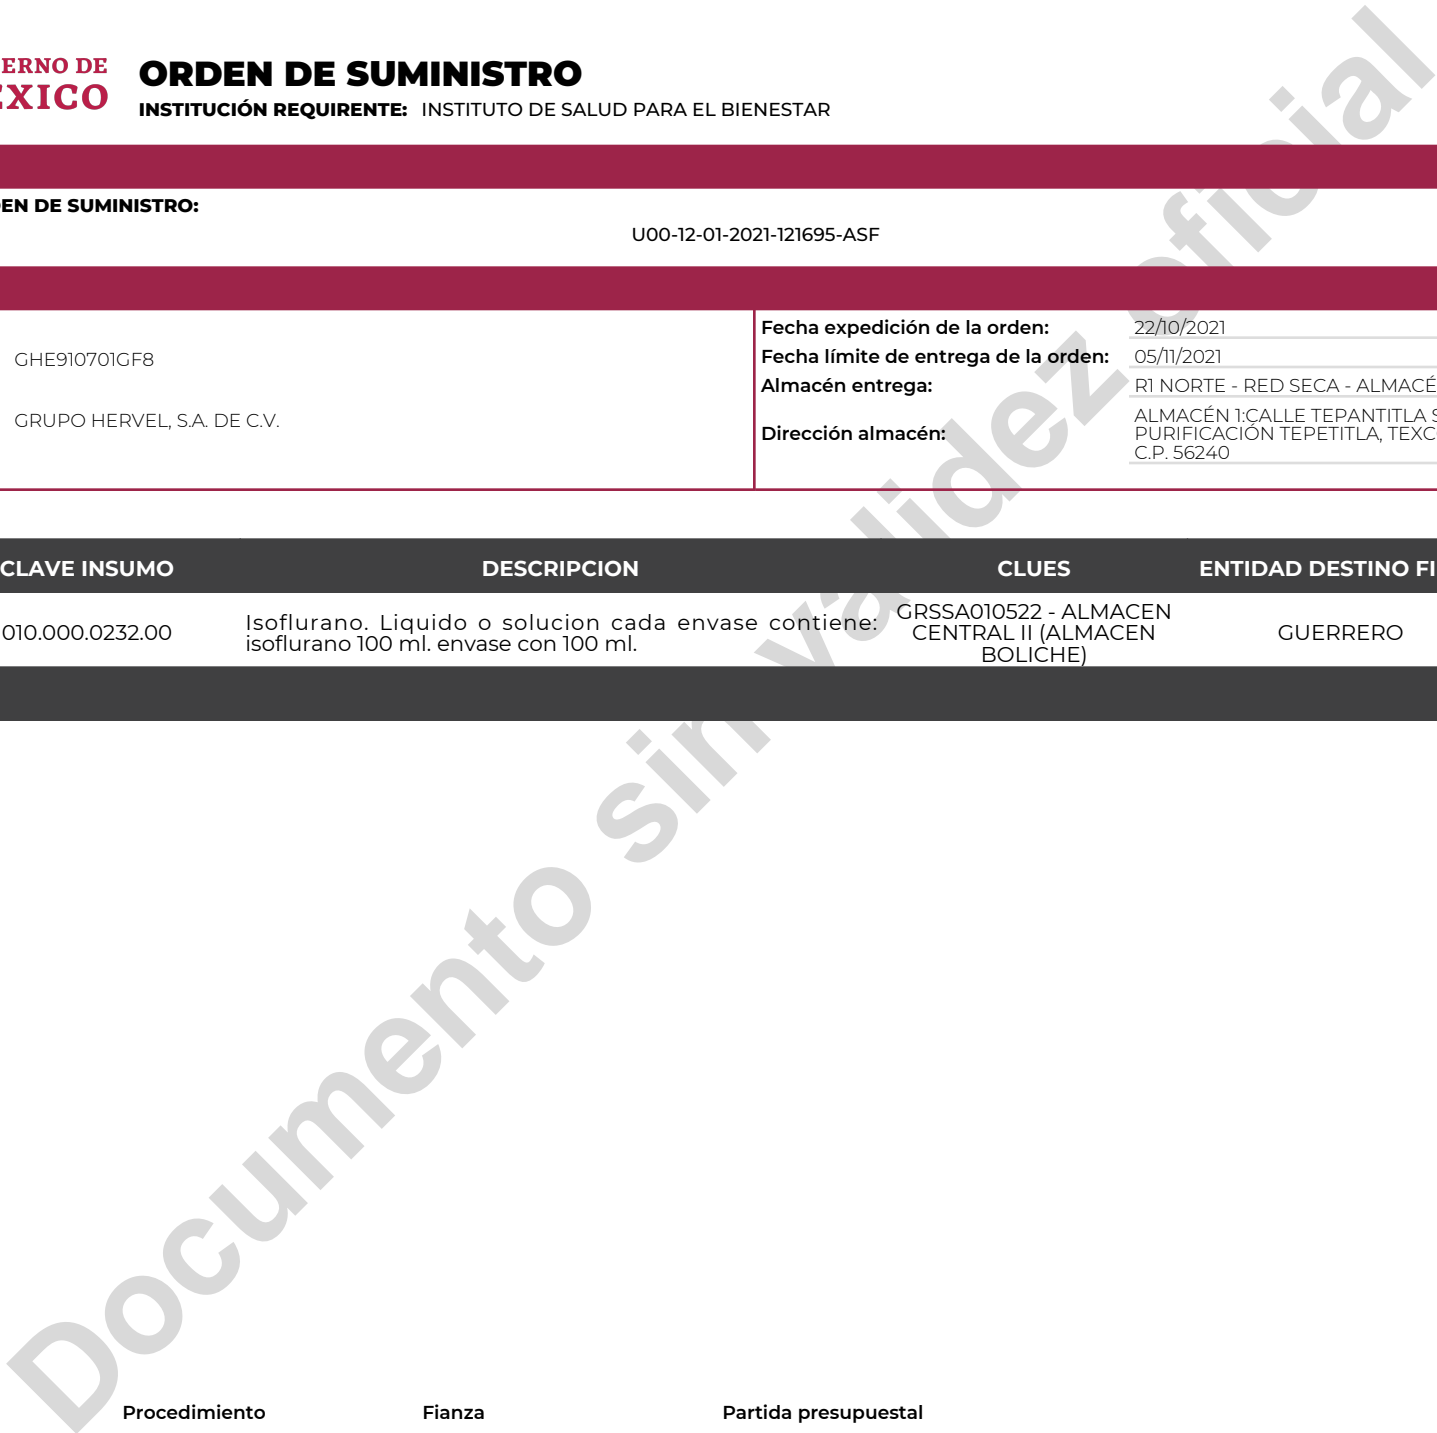 ERNO DE
EXICO
ORDEN DE SUMINISTRO
INSTITUCIÓN REQUIRENTE: INSTITUTO DE SALUD PARA EL BIENESTAR
EN DE SUMINISTRO:
U00-12-01-2021-121695-ASF
GHE910701GF8
GRUPO HERVEL, S.A. DE C.V.
Fecha expedición de la orden: 22/10/2021
Fecha límite de entrega de la orden: 05/11/2021
Almacén entrega: R1 NORTE - RED SECA - ALMACÉ
Dirección almacén:
ALMACÉN 1:CALLE TEPANTITLA S
PURIFICACIÓN TEPETITLA, TEXC
C.P. 56240
CLAVE INSUMO DESCRIPCION CLUES ENTIDAD DESTINO FI
010.000.0232.00
Isoflurano. Liquido o solucion cada envase contiene:
isoflurano 100 ml. envase con 100 ml.
GRSSA010522 - ALMACEN
CENTRAL II (ALMACEN
BOLICHE)
GUERRERO
Documento sin validez oficial
Procedimiento Fianza Partida presupuestal